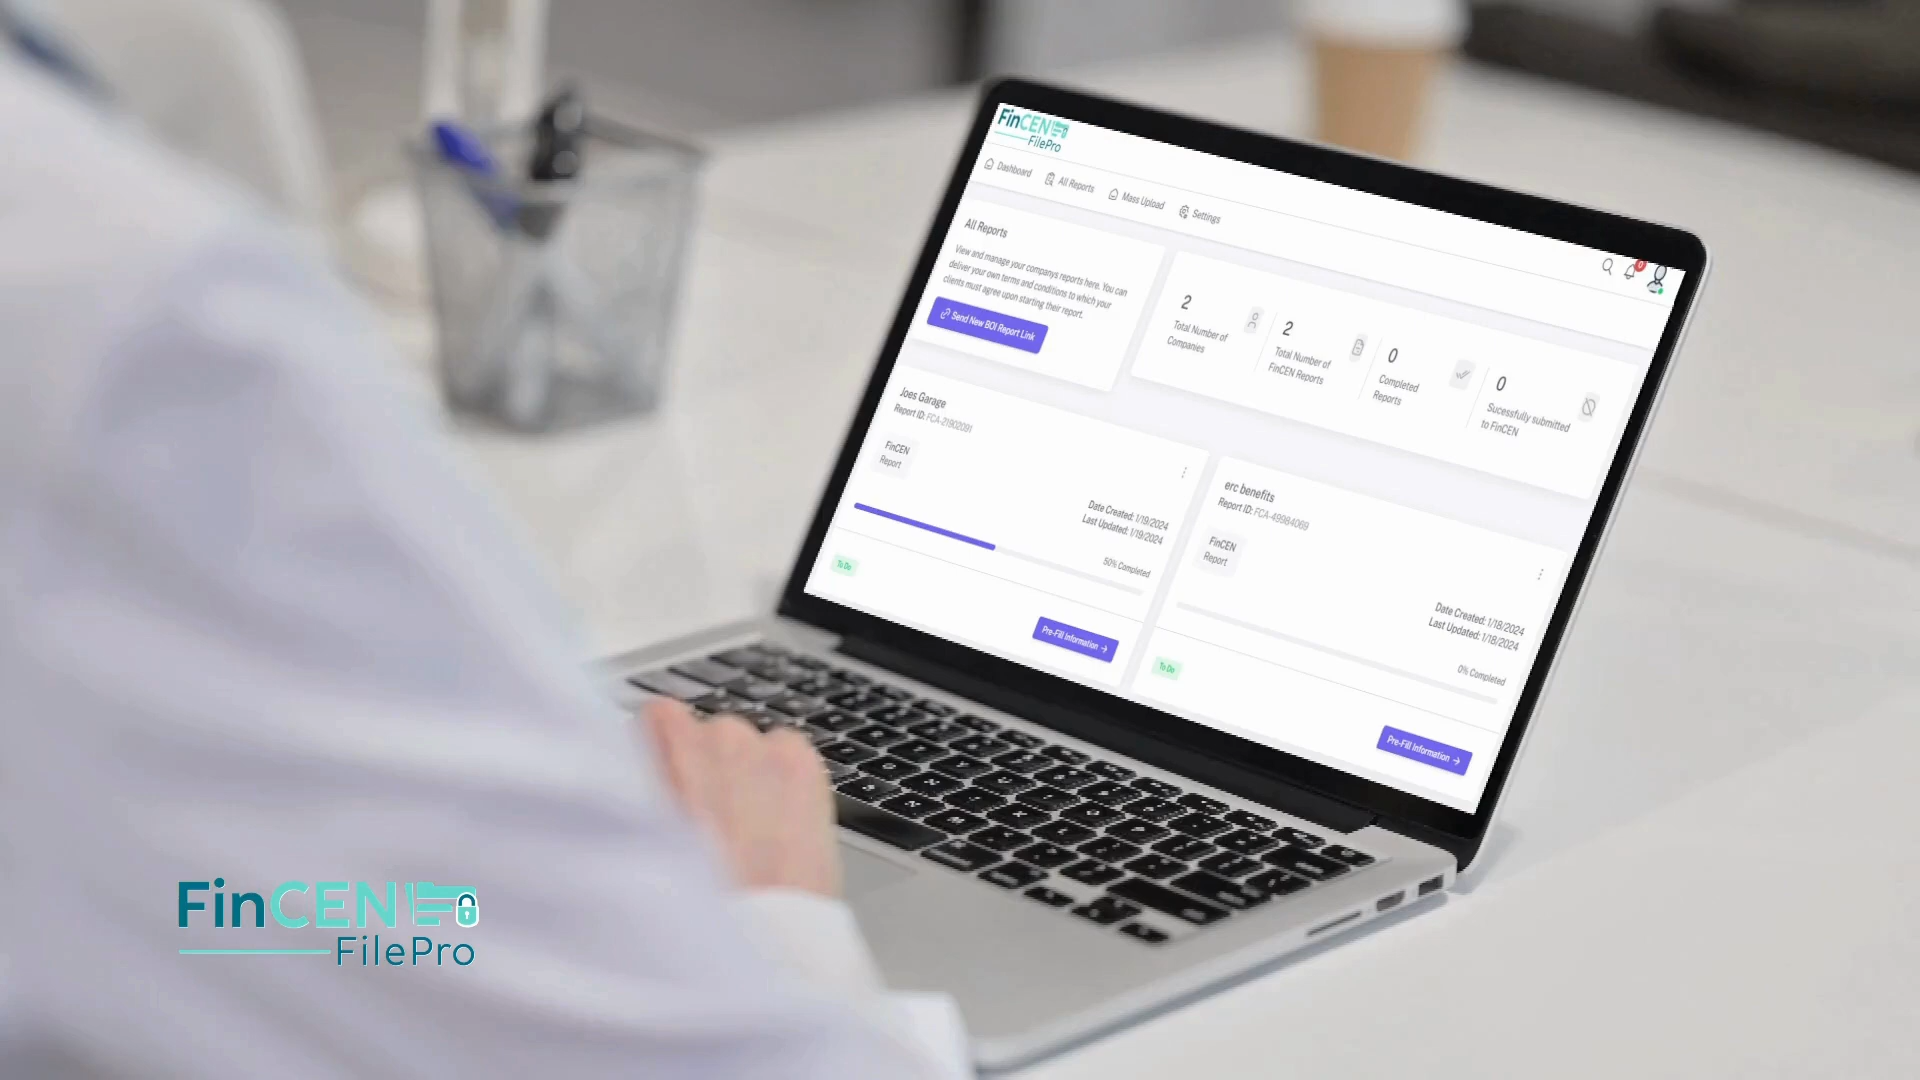 FinCEN
FilePro
Dashboard
All Reports
Mass Upload
Settings
0
All Reports
View and manage your companys reports here. You can
deliver your own terms and conditions to which your
clients must agree upon starting their report.
Send New BOI Report Link
2
Total Number of
Companies
2
Total Number of
FinCEN Reports
0
Completed
Reports
0
Sucessfully submitted
to FinCEN
Joes Garage
Report ID: FCA-21902091
FinCEN
Report
Date Created: 1/19/2024
Last Updated: 1/19/2024
50% Completed
To Do
Pre-Fill Information →
erc benefits
Report ID: FCA-49984069
FinCEN
Report
Date Created: 1/18/2024
Last Updated: 1/18/2024
0% Completed
To Do
Pre-Fill Information →
FinCEN
FilePro